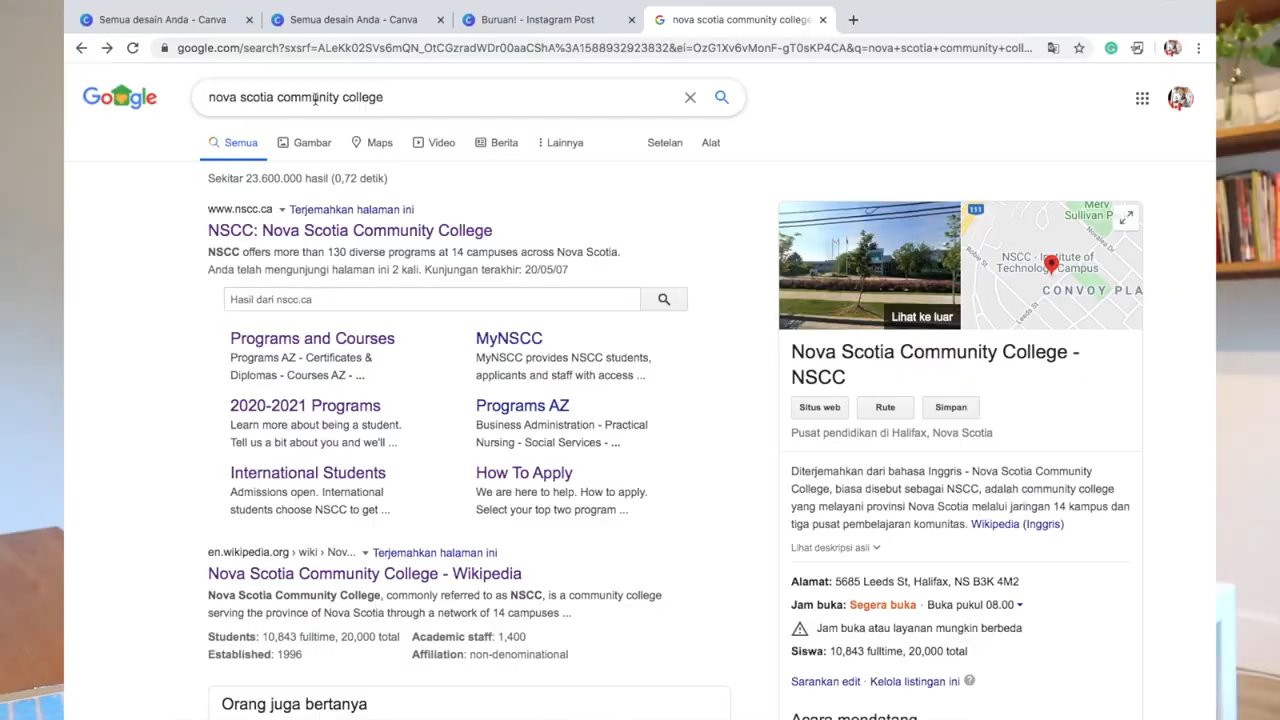 Semua desain Anda - Canva
Semua desain Anda - Canva
Buruan! - Instagram Post
nova scotia community college
google.com/search?sxsrf=ALeKk02SVs6mQN_OtCGzradWDr00aaCShA%3A1588932923832&ei=OzG1Xv6vMonF-gT0sKP4CA&q=nova+scotia+community+coll...
Google
nova scotia community college
Semua
Gambar
Maps
Video
Berita
Lainnya
Setelan
Alat
Sekitar 23.600.000 hasil (0,72 detik)
www.nscc.ca
Terjemahkan halaman ini
NSCC: Nova Scotia Community College
NSCC offers more than 130 diverse programs at 14 campuses across Nova Scotia.
Anda telah mengunjungi halaman ini 2 kali. Kunjungan terakhir: 20/05/07
Hasil dari nscc.ca
Programs and Courses
Programs AZ - Certificates &
Diplomas - Courses AZ - ...
MyNSCC
MyNSCC provides NSCC students,
applicants and staff with access ...
2020-2021 Programs
Learn more about being a student.
Tell us a bit about you and we'll ...
Programs AZ
Business Administration - Practical
Nursing - Social Services - ...
International Students
Admissions open. International
students choose NSCC to get ...
How To Apply
We are here to help. How to apply.
Select your top two program ...
en.wikipedia.org › wiki › Nov...
Terjemahkan halaman ini
Nova Scotia Community College - Wikipedia
Nova Scotia Community College, commonly referred to as NSCC, is a community college
serving the province of Nova Scotia through a network of 14 campuses ...
Students: 10,843 fulltime, 20,000 total
Academic staff: 1,400
Established: 1996
Affiliation: non-denominational
Orang juga bertanya
Lihat ke luar
111
Merv
Sullivan P
Novalea Dr
Robie St
NSCC - Institute of
Technology Campus
CONVOY PLA
Leeds St
Nova Scotia Community College -
NSCC
Situs web
Rute
Simpan
Pusat pendidikan di Halifax, Nova Scotia
Diterjemahkan dari bahasa Inggris - Nova Scotia Community
College, biasa disebut sebagai NSCC, adalah community college
yang melayani provinsi Nova Scotia melalui jaringan 14 kampus dan
tiga pusat pembelajaran komunitas. Wikipedia (Inggris)
Lihat deskripsi asli
Alamat: 5685 Leeds St, Halifax, NS B3K 4M2
Jam buka: Segera buka · Buka pukul 08.00
Jam buka atau layanan mungkin berbeda
Siswa: 10,843 fulltime, 20,000 total
Sarankan edit · Kelola listingan ini
Acara mendatang